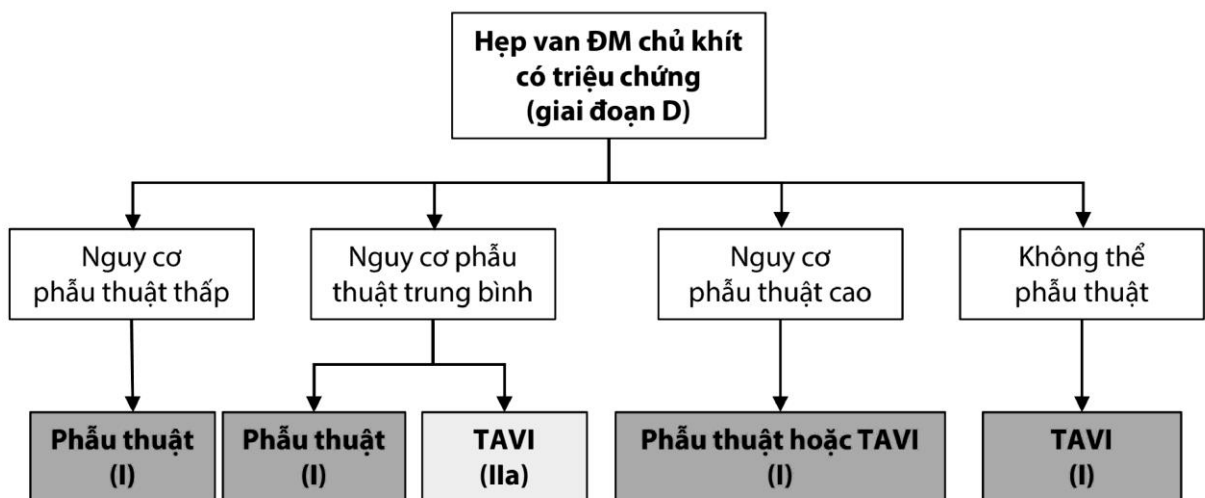 Hẹp van ĐM chủ khít
có triệu chứng
(giai đoạn D)
Nguy cơ
phẫu thuật thấp
Nguy cơ phẫu
thuật trung bình
Nguy cơ
phẫu thuật cao
Không thể
phẫu thuật
Phẫu thuật
(I)
Phẫu thuật
(I)
TAVI
(IIa)
Phẫu thuật hoặc TAVI
(I)
TAVI
(I)